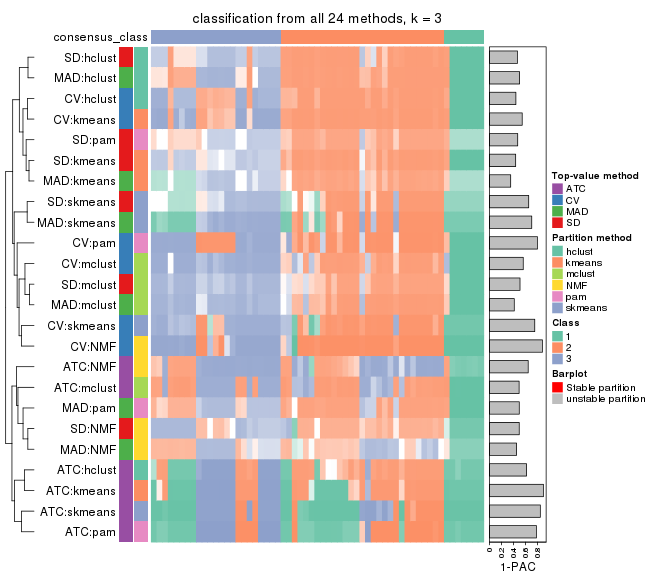 classification from all 24 methods, k = 3
consensus_class
SD:hclust
MAD:hclust
CV:hclust
CV:kmeans
SD:pam
SD:kmeans
MAD:kmeans
SD:skmeans
MAD:skmeans
CV:pam
CV:mclust
SD:mclust
MAD:mclust
CV:skmeans
CV:NMF
ATC:NMF
ATC:mclust
MAD:pam
SD:NMF
MAD:NMF
ATC:hclust
ATC:kmeans
ATC:skmeans
ATC:pam
0
0.2
0.4
0.6
0.8
1-PAC
Top-value method
ATC
CV
MAD
SD
Partition method
hclust
kmeans
mclust
NMF
pam
skmeans
Class
1
2
3
Barplot
Stable partition
unstable partition